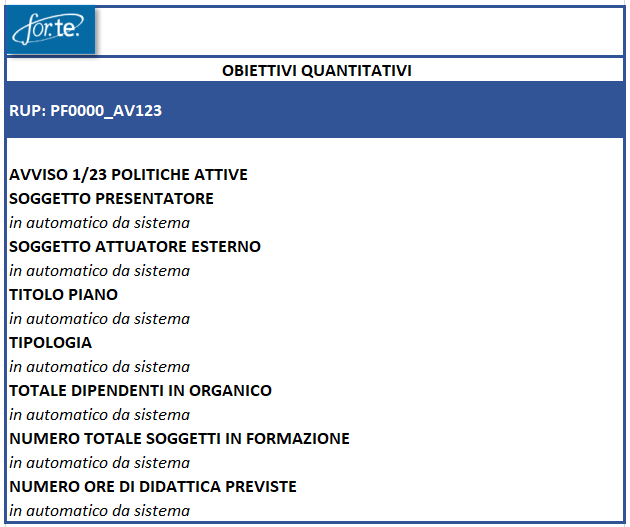 for.te.
OBIETTIVI QUANTITATIVI
RUP: PF0000_AV123
AVVISO 1/23 POLITICHE ATTIVE
SOGGETTO PRESENTATORE
in automatico da sistema
SOGGETTO ATTUATORE ESTERNO
in automatico da sistema
TITOLO PIANO
in automatico da sistema
TIPOLOGIA
in automatico da sistema
TOTALE DIPENDENTI IN ORGANICO
in automatico da sistema
NUMERO TOTALE SOGGETTI IN FORMAZIONE
in automatico da sistema
NUMERO ORE DI DIDATTICA PREVISTE
in automatico da sistema